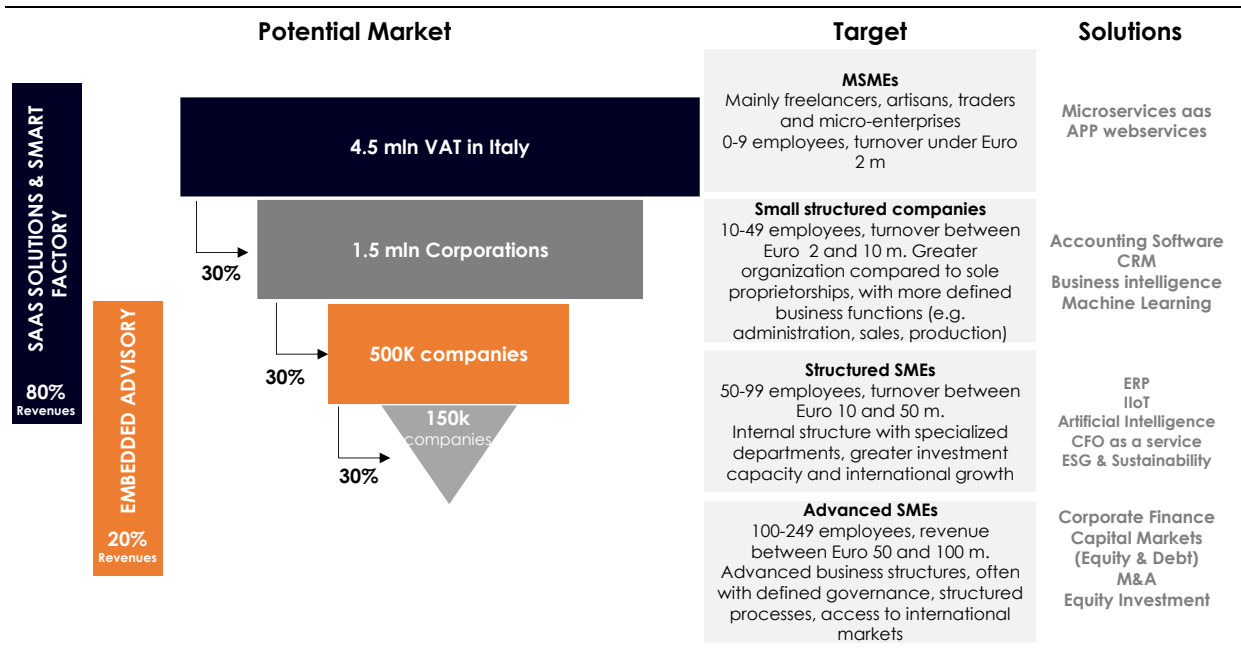 Potential Market
Target
Solutions
SAAS SOLUTIONS & SMART
FACTORY
80%
Revenues
EMBEDDED ADVISORY
20%
Revenues
4.5 mln VAT in Italy
30%
1.5 mln Corporations
30%
500K companies
30%
150k
companies
MSMEs
Mainly freelancers, artisans, traders
and micro-enterprises
0-9 employees, turnover under Euro
2 m
Microservices aas
APP webservices
Small structured companies
10-49 employees, turnover between
Euro 2 and 10 m. Greater
organization compared to sole
proprietorships, with more defined
business functions (e.g.
administration, sales, production)
Accounting Software
CRM
Business intelligence
Machine Learning
Structured SMEs
50-99 employees, turnover between
Euro 10 and 50 m.
Internal structure with specialized
departments, greater investment
capacity and international growth
ERP
IIoT
Artificial Intelligence
CFO as a service
ESG & Sustainability
Advanced SMEs
100-249 employees, revenue
between Euro 50 and 100 m.
Advanced business structures, often
with defined governance, structured
processes, access to international
markets
Corporate Finance
Capital Markets
(Equity & Debt)
M&A
Equity Investment